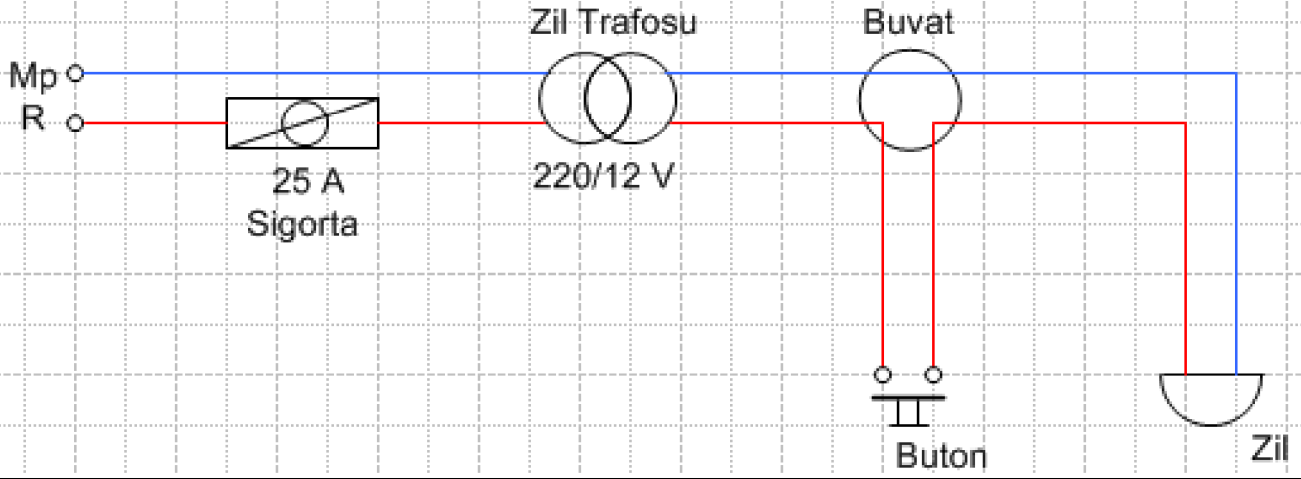 Zil Trafosu
Buvat
Mp
R
220/12 V
25 A
Sigorta
Buton
Zil